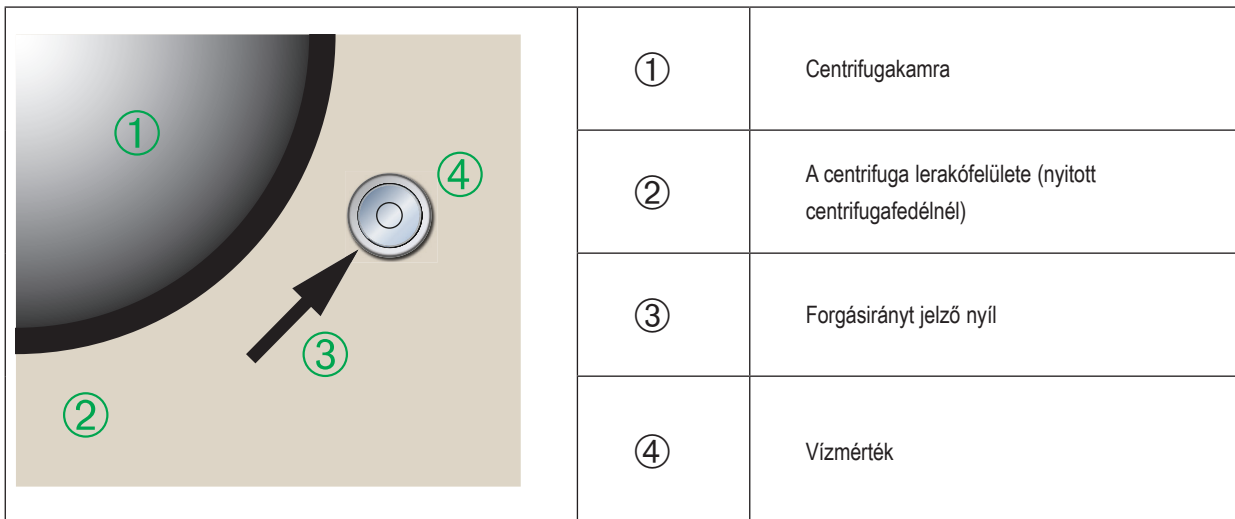 ①
④
③
②
① Centrifugakamra
② A centrifuga lerakófelülete (nyitott
centrifugafedélnél)
③ Forgásirányt jelző nyíl
④ Vízmérték